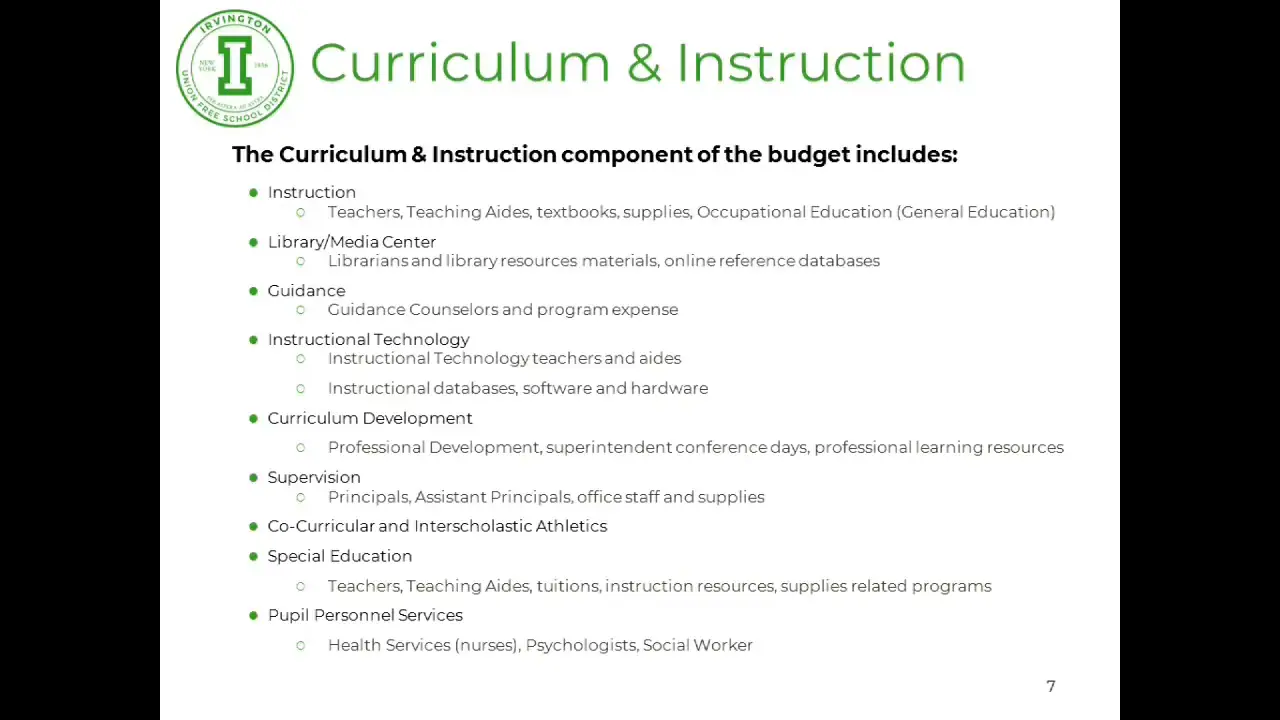 IRVINGTON
NEW YORK
1856
UNION FREE SCHOOL DISTRICT
Curriculum & Instruction
The Curriculum & Instruction component of the budget includes:
● Instruction
○ Teachers, Teaching Aides, textbooks, supplies, Occupational Education (General Education)
● Library/Media Center
○ Librarians and library resources materials, online reference databases
● Guidance
○ Guidance Counselors and program expense
● Instructional Technology
○ Instructional Technology teachers and aides
○ Instructional databases, software and hardware
● Curriculum Development
○ Professional Development, superintendent conference days, professional learning resources
● Supervision
○ Principals, Assistant Principals, office staff and supplies
● Co-Curricular and Interscholastic Athletics
● Special Education
○ Teachers, Teaching Aides, tuitions, instruction resources, supplies related programs
● Pupil Personnel Services
○ Health Services (nurses), Psychologists, Social Worker
7